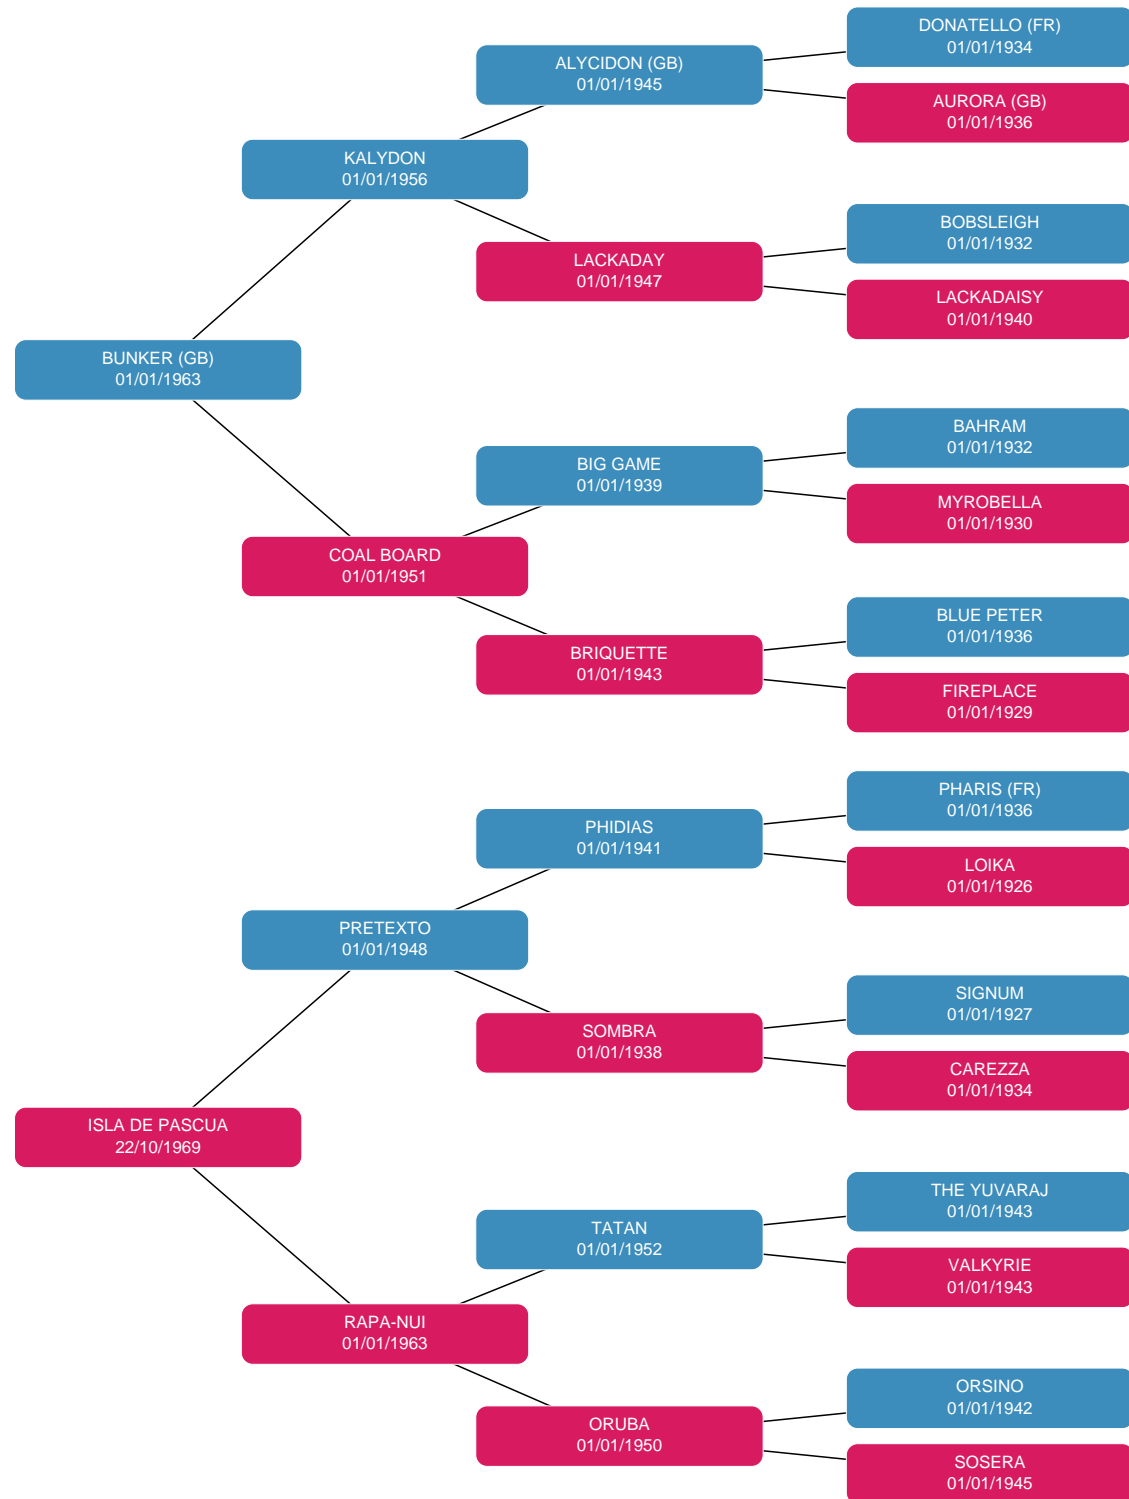 DONATELLO (FR)
01/01/1934
ALYCIDON (GB)
01/01/1945
AURORA (GB)
01/01/1936
KALYDON
01/01/1956
BOBSLEIGH
01/01/1932
LACKADAY
01/01/1947
LACKADAISY
01/01/1940
BUNKER (GB)
01/01/1963
BAHRAM
01/01/1932
BIG GAME
01/01/1939
MYROBELLA
01/01/1930
COAL BOARD
01/01/1951
BLUE PETER
01/01/1936
BRIQUETTE
01/01/1943
FIREPLACE
01/01/1929
PHARIS (FR)
01/01/1936
PHIDIAS
01/01/1941
LOIKA
01/01/1926
PRETEXTO
01/01/1948
SIGNUM
01/01/1927
SOMBRA
01/01/1938
CAREZZA
01/01/1934
ISLA DE PASCUA
22/10/1969
THE YUVARAJ
01/01/1943
TATAN
01/01/1952
VALKYRIE
01/01/1943
RAPA-NUI
01/01/1963
ORSINO
01/01/1942
ORUBA
01/01/1950
SOSERA
01/01/1945